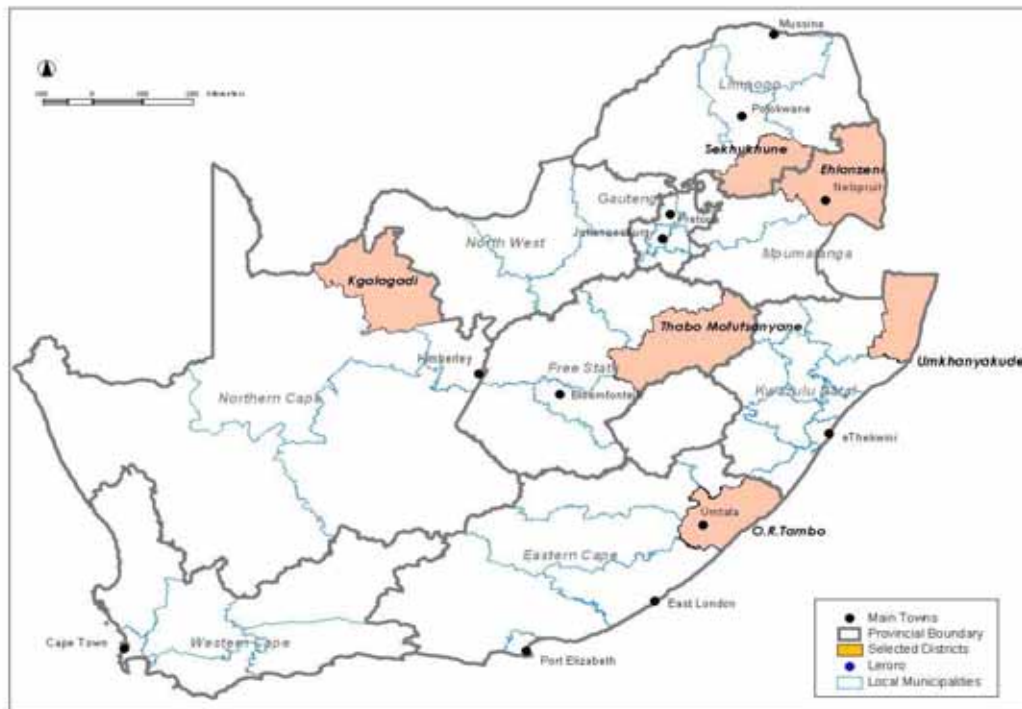 Mussina
Limpopo
Polokwane
Sekhukhune
Ehlanzeni
Nelspruit
Gauteng
Pretoria
Johannesburg
North West
Mpumalanga
Kgalagadi
Thabo Mofutsanyane
Umkhanyakude
Kimberley
Free State
Bloemfontein
KwaZulu Natal
Northern Cape
eThekwini
Umtata
O.R.Tambo
Eastern Cape
East London
Cape Town
Western Cape
Port Elizabeth
Main Towns
Provincial Boundary
Selected Districts
Leroro
Local Municipalities